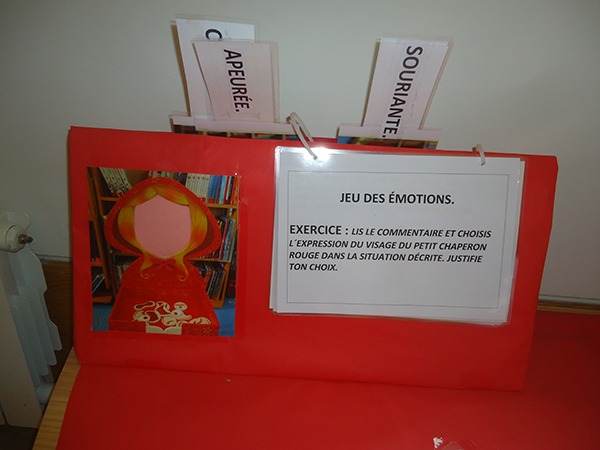 APEURÉE.
SOURIANTE.
JEU DES ÉMOTIONS.
EXERCICE : LIS LE COMMENTAIRE ET CHOISIS
L´EXPRESSION DU VISAGE DU PETIT CHAPERON
ROUGE DANS LA SITUATION DÉCRITE. JUSTIFIE
TON CHOIX.